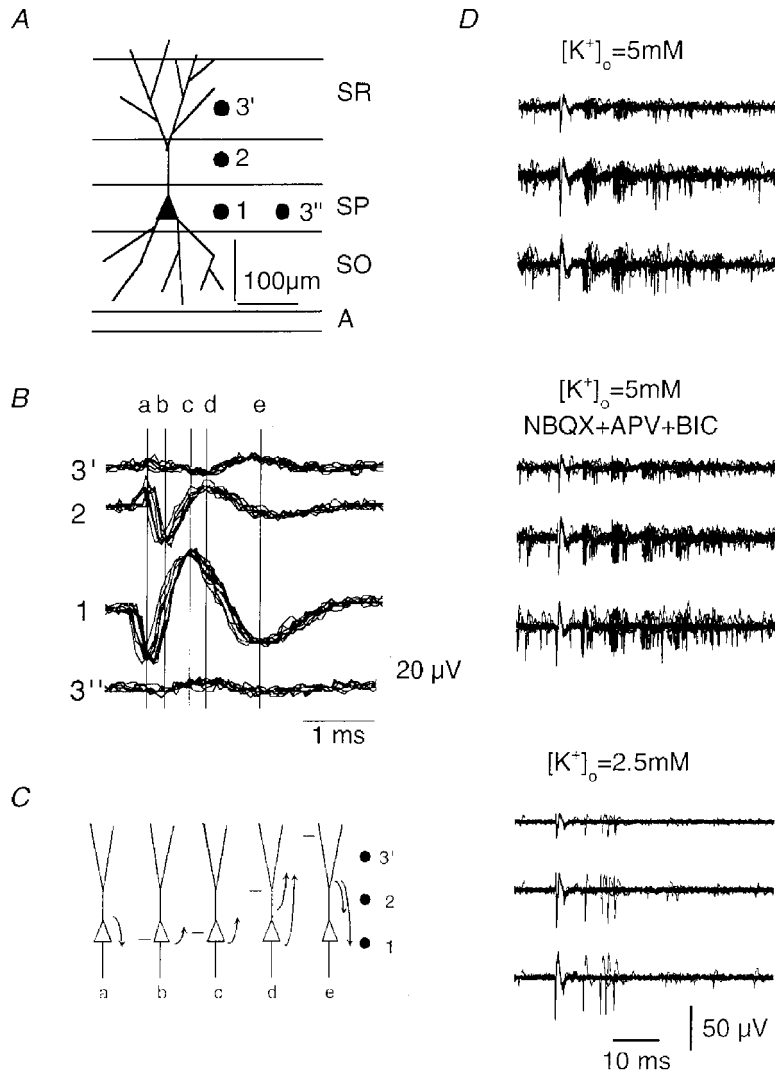 A
SR
3'
2
1
3''
SP
SO
100µm
A
B
a b c d e
3'
2
1
3''
20 µV
1 ms
C
3'
2
1
a b c d e
D
[K⁺]ₒ=5mM
[K⁺]ₒ=5mM
NBQX+APV+BIC
[K⁺]ₒ=2.5mM
50 µV
10 ms